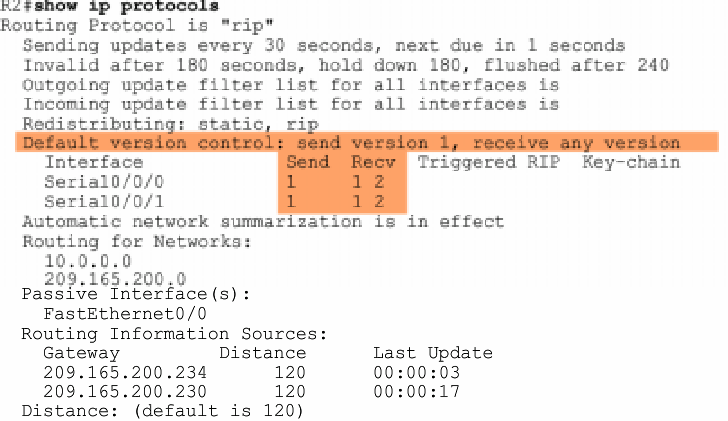 R2#show ip protocols
Routing Protocol is "rip"
Sending updates every 30 seconds, next due in 1 seconds
Invalid after 180 seconds, hold down 180, flushed after 240
Outgoing update filter list for all interfaces is
Incoming update filter list for all interfaces is
Redistributing: static, rip
Default version control: send version 1, receive any version
Interface Send Recv Triggered RIP Key-chain
Serial0/0/0 1 1 2
Serial0/0/1 1 1 2
Automatic network summarization is in effect
Routing for Networks:
10.0.0.0
209.165.200.0
Passive Interface(s):
FastEthernet0/0
Routing Information Sources:
Gateway Distance Last Update
209.165.200.234 120 00:00:03
209.165.200.230 120 00:00:17
Distance: (default is 120)